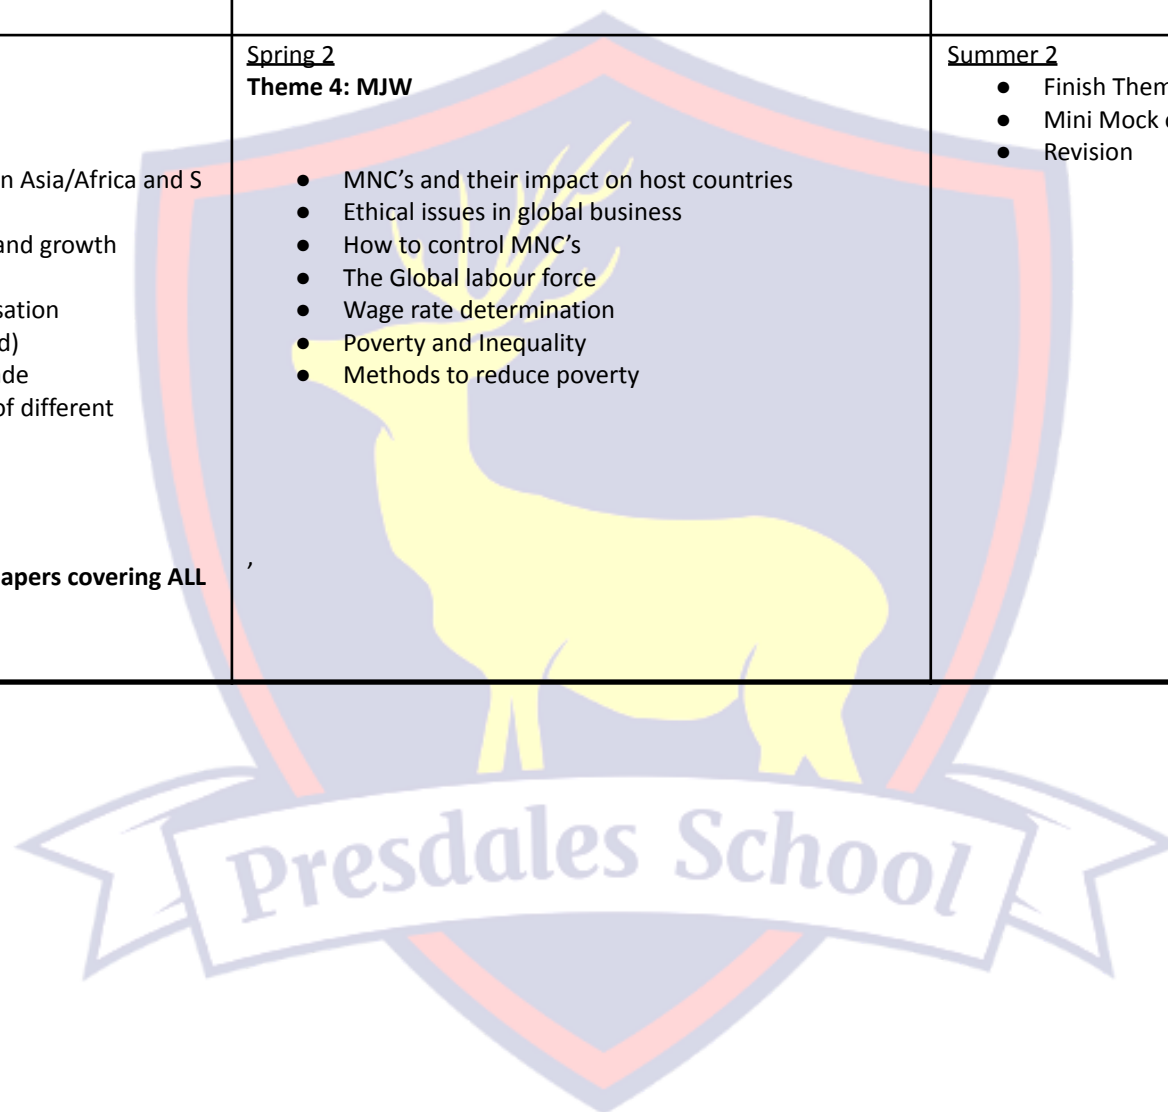 n Asia/Africa and S
and growth
sation
d)
ade
of different
apers covering ALL
Spring 2
Theme 4: MJW
● MNC's and their impact on host countries
● Ethical issues in global business
● How to control MNC's
● The Global labour force
● Wage rate determination
● Poverty and Inequality
● Methods to reduce poverty
,
Summer 2
● Finish Them
● Mini Mock
● Revision
Presdales School